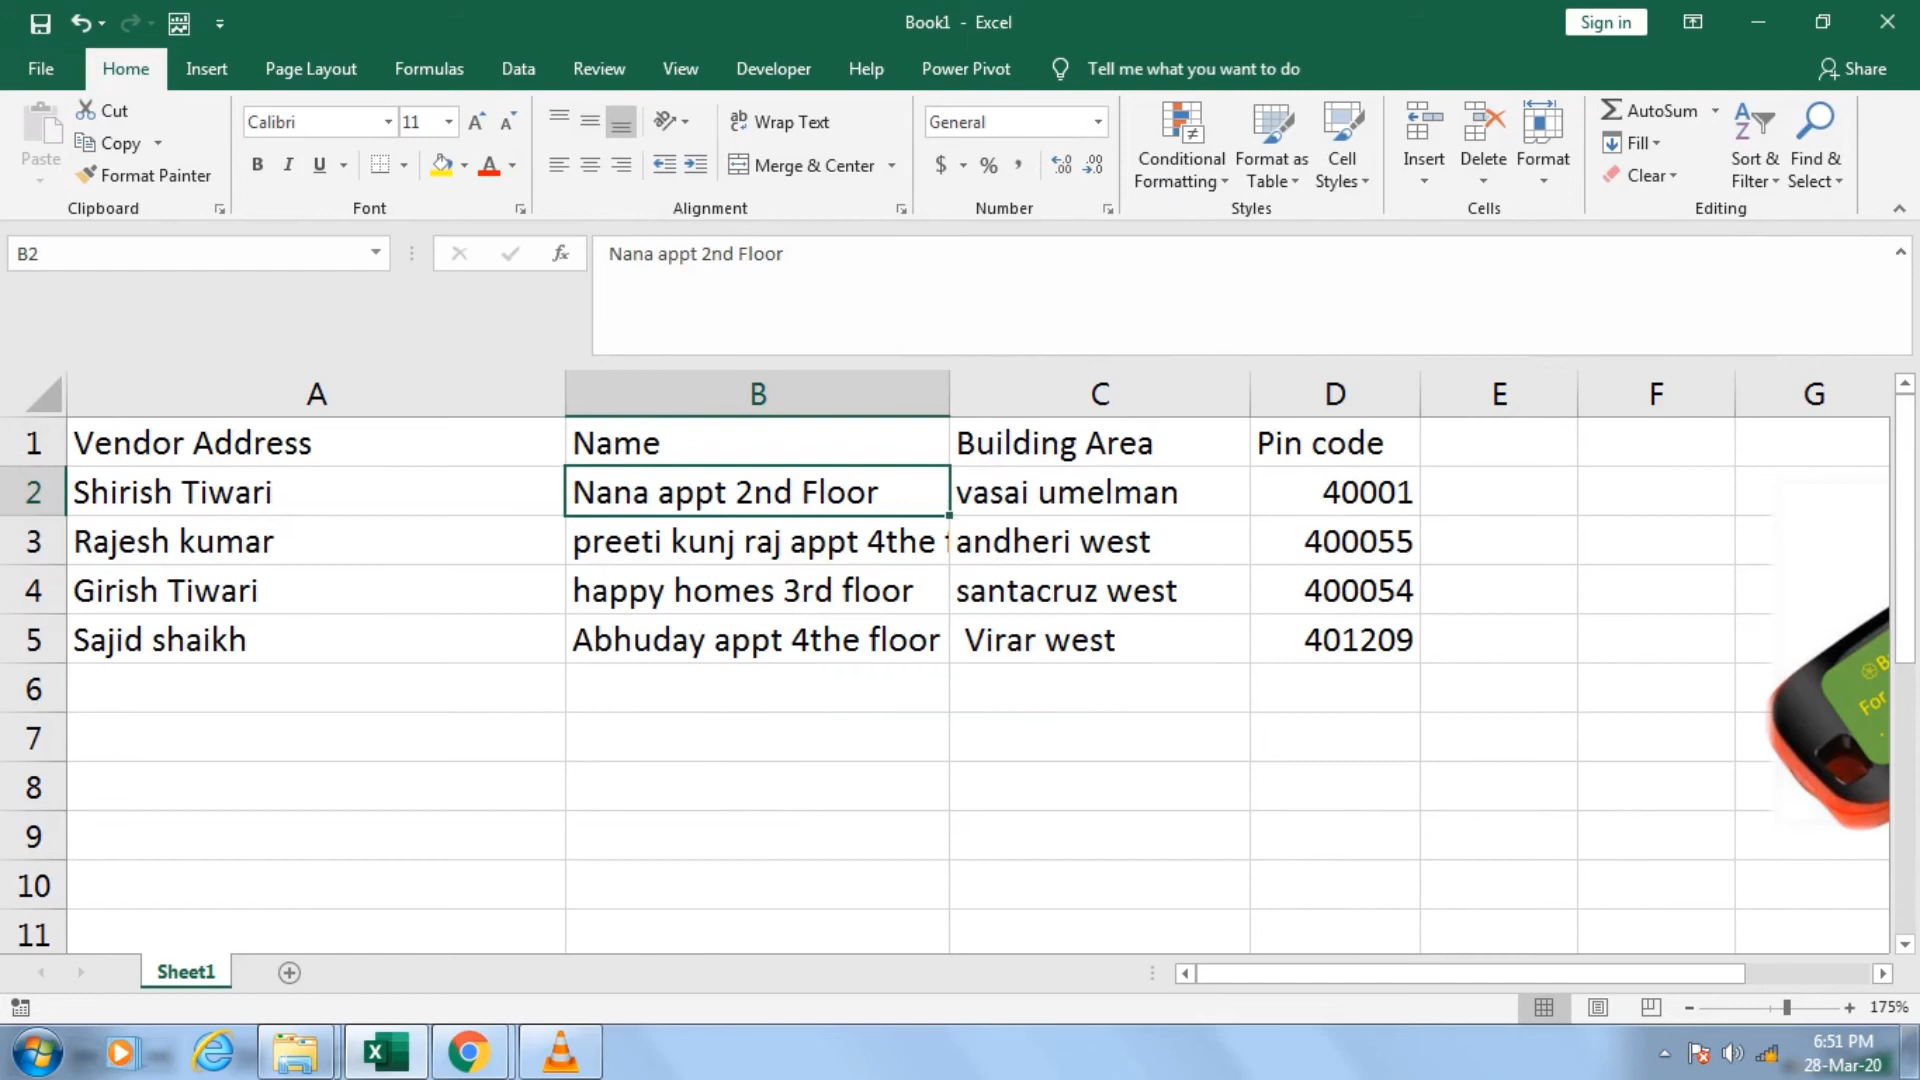 Book1 - Excel
Sign in
File Home Insert Page Layout Formulas Data Review View Developer Help Power Pivot Tell me what you want to do Share
Paste
Cut
Copy
Format Painter
Clipboard
Calibri 11
B I U
Font
Wrap Text
Merge & Center
Alignment
General
$ % ,
Number
Conditional Formatting
Format as Table
Cell Styles
Styles
Insert Delete Format
Cells
AutoSum
Fill
Clear
Sort & Filter
Find & Select
Editing
B2 fx Nana appt 2nd Floor
A B C D E F G
1 Vendor Address Name Building Area Pin code
2 Shirish Tiwari Nana appt 2nd Floor vasai umelman 40001
3 Rajesh kumar preeti kunj raj appt 4the andheri west 400055
4 Girish Tiwari happy homes 3rd floor santacruz west 400054
5 Sajid shaikh Abhuday appt 4the floor Virar west 401209
6
7
8
9
10
11
For
Sheet1
175%
6:51 PM
28-Mar-20